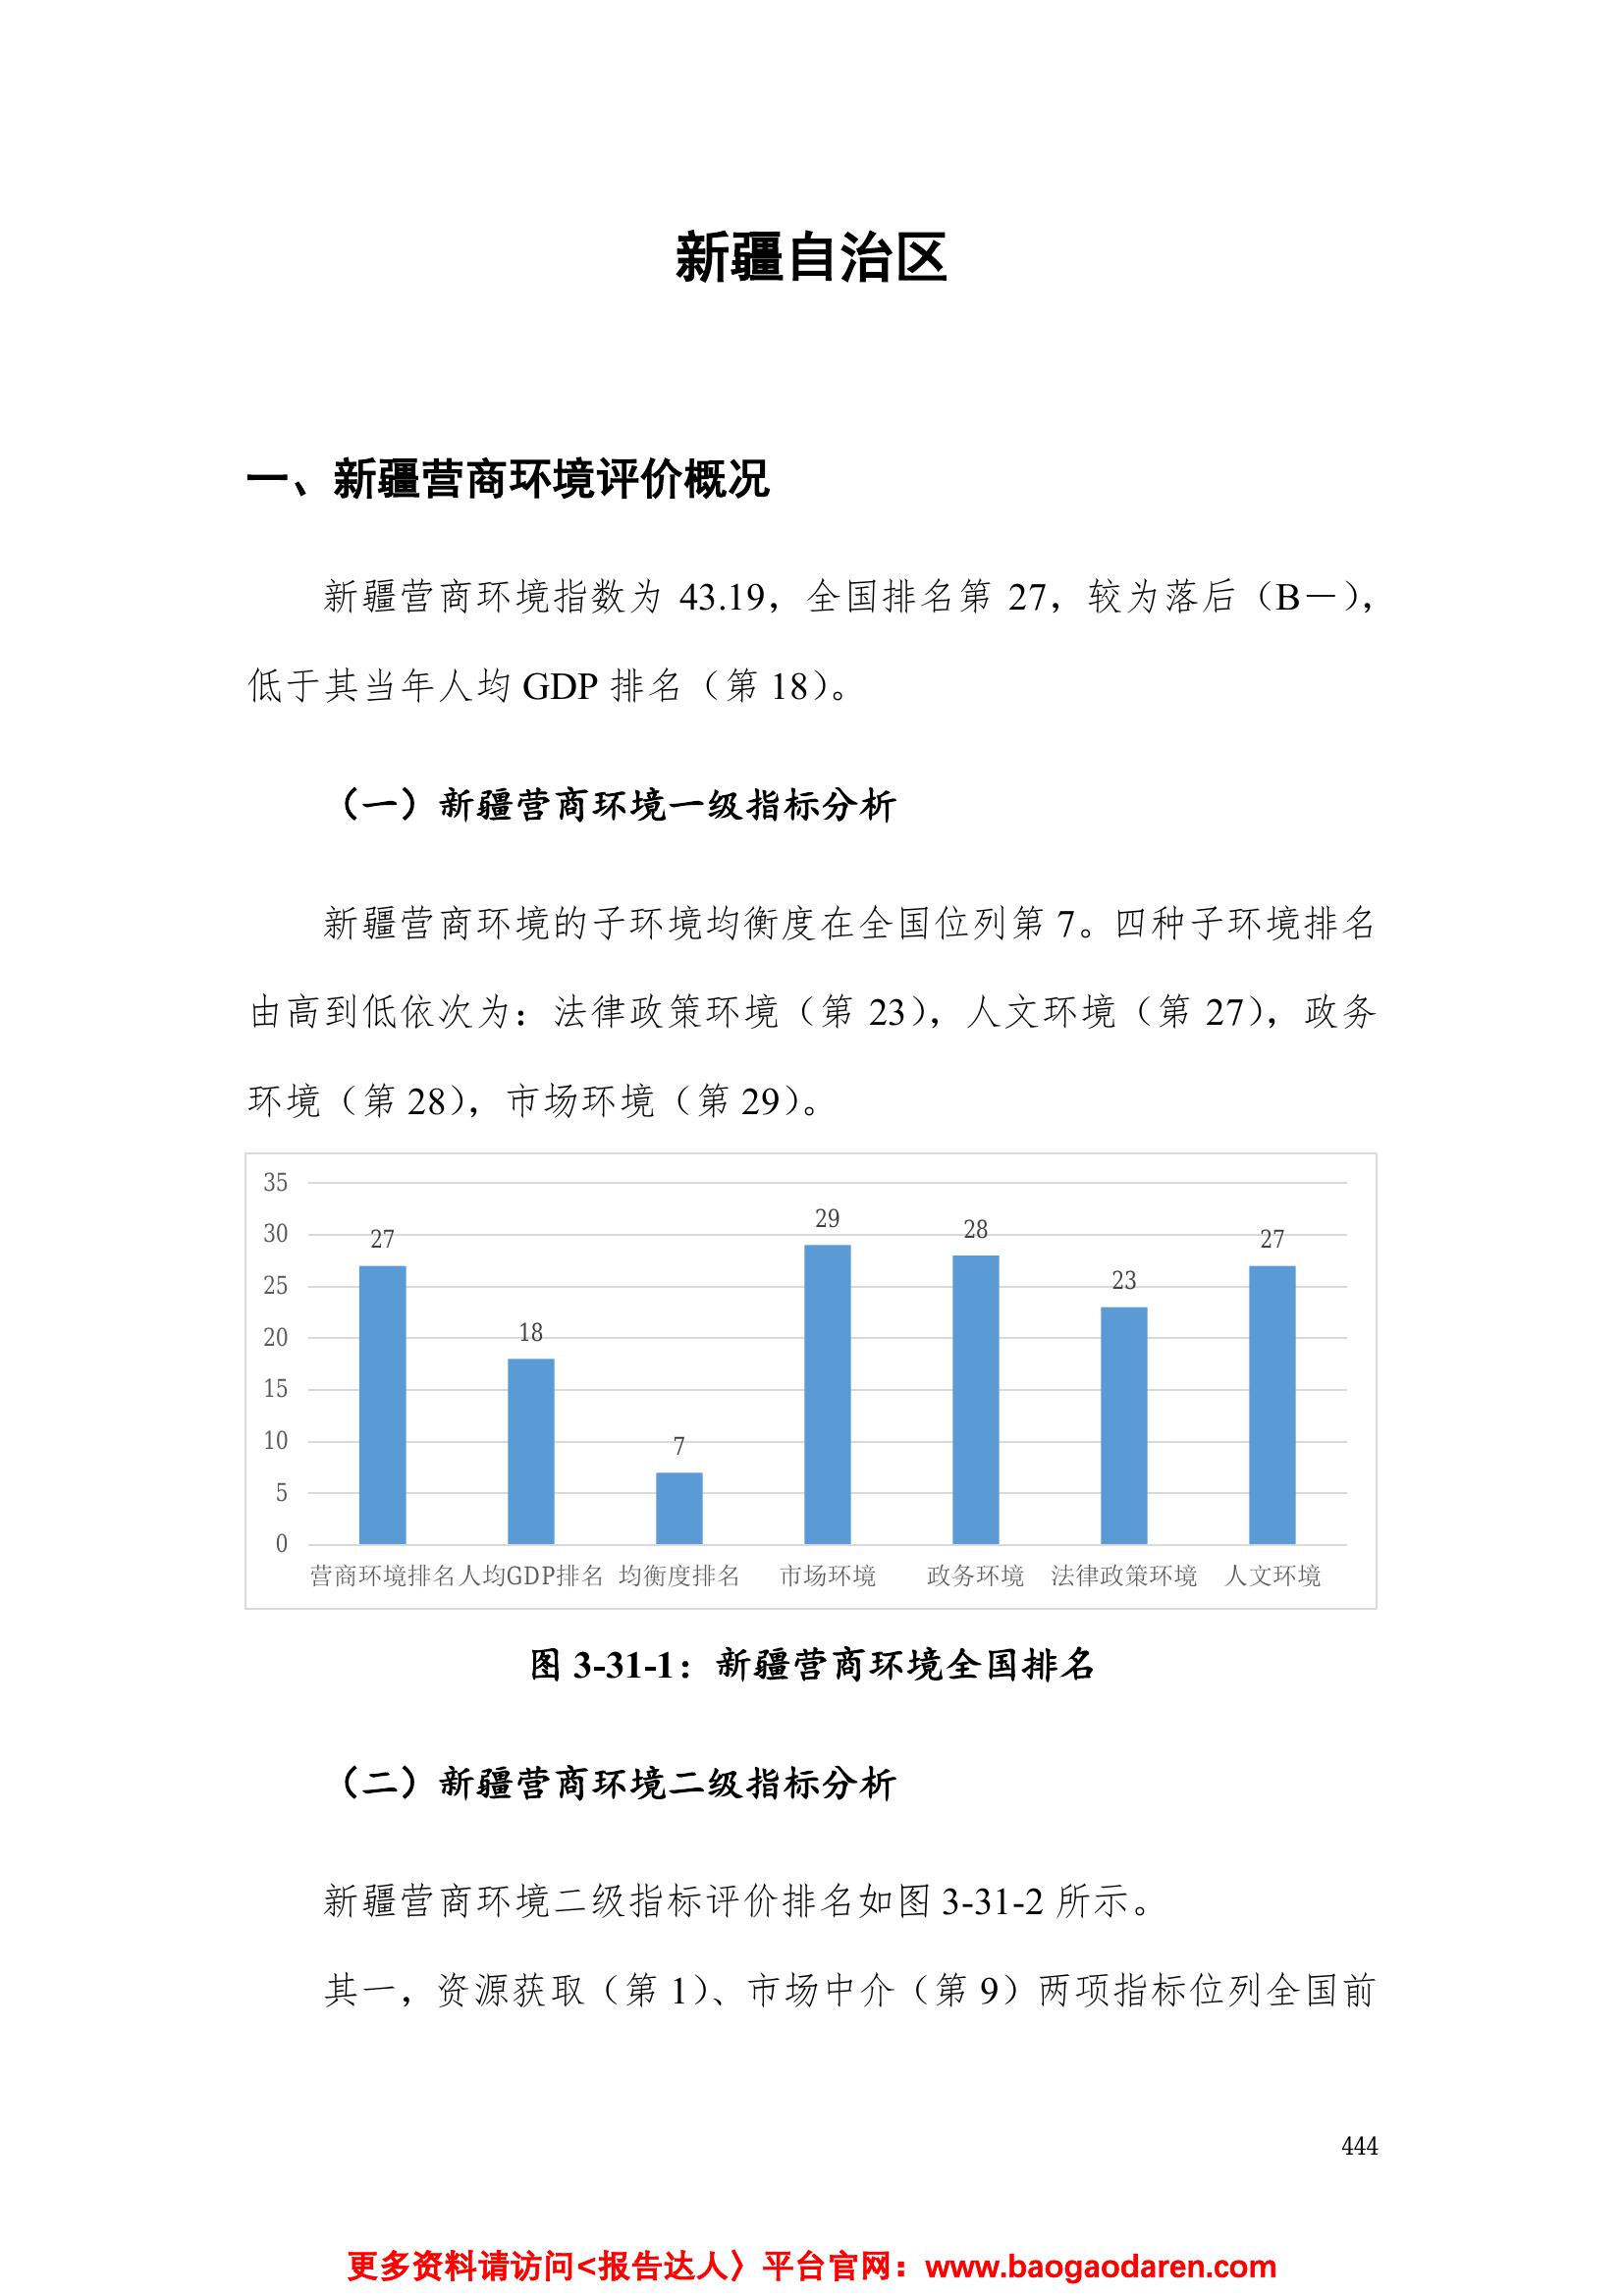 新疆自治区
一、新疆营商环境评价概况
新疆营商环境指数为 43.19，全国排名第 27，较为落后（B－），
低于其当年人均 GDP 排名（第 18）。
（一）新疆营商环境一级指标分析
新疆营商环境的子环境均衡度在全国位列第 7。四种子环境排名
由高到低依次为：法律政策环境（第 23），人文环境（第 27），政务
环境（第 28），市场环境（第 29）。
35
30
25
20
15
10
5
0
27
18
7
29
28
23
27
营商环境排名 人均GDP排名 均衡度排名 市场环境 政务环境 法律政策环境 人文环境
图 3-31-1：新疆营商环境全国排名
（二）新疆营商环境二级指标分析
新疆营商环境二级指标评价排名如图 3-31-2 所示。
其一，资源获取（第 1）、市场中介（第 9）两项指标位列全国前
444
更多资料请访问<报告达人〉平台官网：www.baogaodaren.com